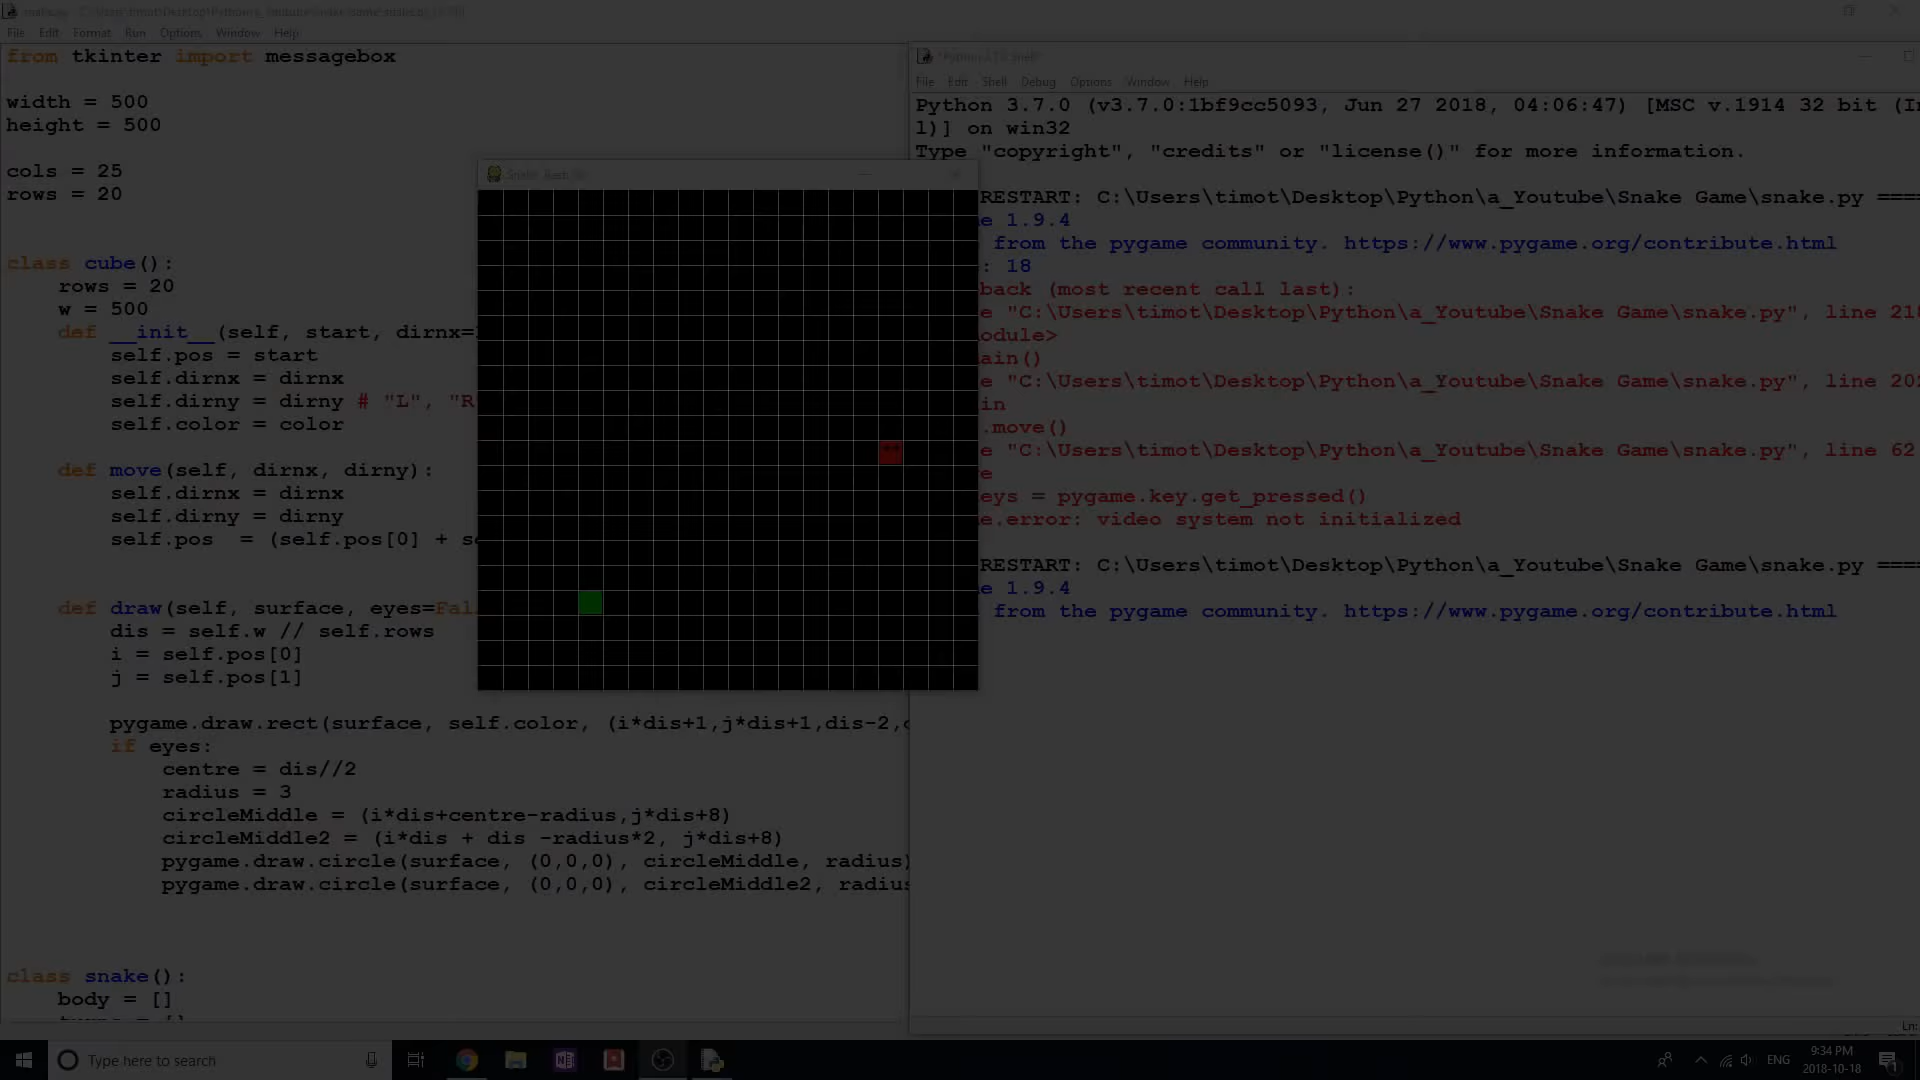 File Edit Format Run Options Window Help
from tkinter import messagebox
width = 500
height = 500
cols = 25
rows = 20
class cube():
rows = 20
w = 500
def __init__(self, start, dirnx=
self.pos = start
self.dirnx = dirnx
self.dirny = dirny # "L", "R
self.color = color
def move(self, dirnx, dirny):
self.dirnx = dirnx
self.dirny = dirny
self.pos  = (self.pos[0] + s
def draw(self, surface, eyes=Fal
dis = self.w // self.rows
i = self.pos[0]
j = self.pos[1]
pygame.draw.rect(surface, self.color, (i*dis+1,j*dis+1,dis-2,
if eyes:
centre = dis//2
radius = 3
circleMiddle = (i*dis+centre-radius,j*dis+8)
circleMiddle2 = (i*dis + dis -radius*2, j*dis+8)
pygame.draw.circle(surface, (0,0,0), circleMiddle, radius)
pygame.draw.circle(surface, (0,0,0), circleMiddle2, radius
class snake():
body = []
File Edit Shell Debug Options Window Help
Python 3.7.0 (v3.7.0:1bf9cc5093, Jun 27 2018, 04:06:47) [MSC v.1914 32 bit (In
l)] on win32
Type "copyright", "credits" or "license()" for more information.
RESTART: C:\Users\timot\Desktop\Python\a_Youtube\Snake Game\snake.py ====
e 1.9.4
from the pygame community. https://www.pygame.org/contribute.html
: 18
back (most recent call last):
e "C:\Users\timot\Desktop\Python\a_Youtube\Snake Game\snake.py", line 218
odule>
ain()
e "C:\Users\timot\Desktop\Python\a_Youtube\Snake Game\snake.py", line 20
in
.move()
e "C:\Users\timot\Desktop\Python\a_Youtube\Snake Game\snake.py", line 62
e
eys = pygame.key.get_pressed()
e.error: video system not initialized
RESTART: C:\Users\timot\Desktop\Python\a_Youtube\Snake Game\snake.py ====
e 1.9.4
from the pygame community. https://www.pygame.org/contribute.html
Ln:
Type here to search
ENG
9:34 PM
2018-10-18